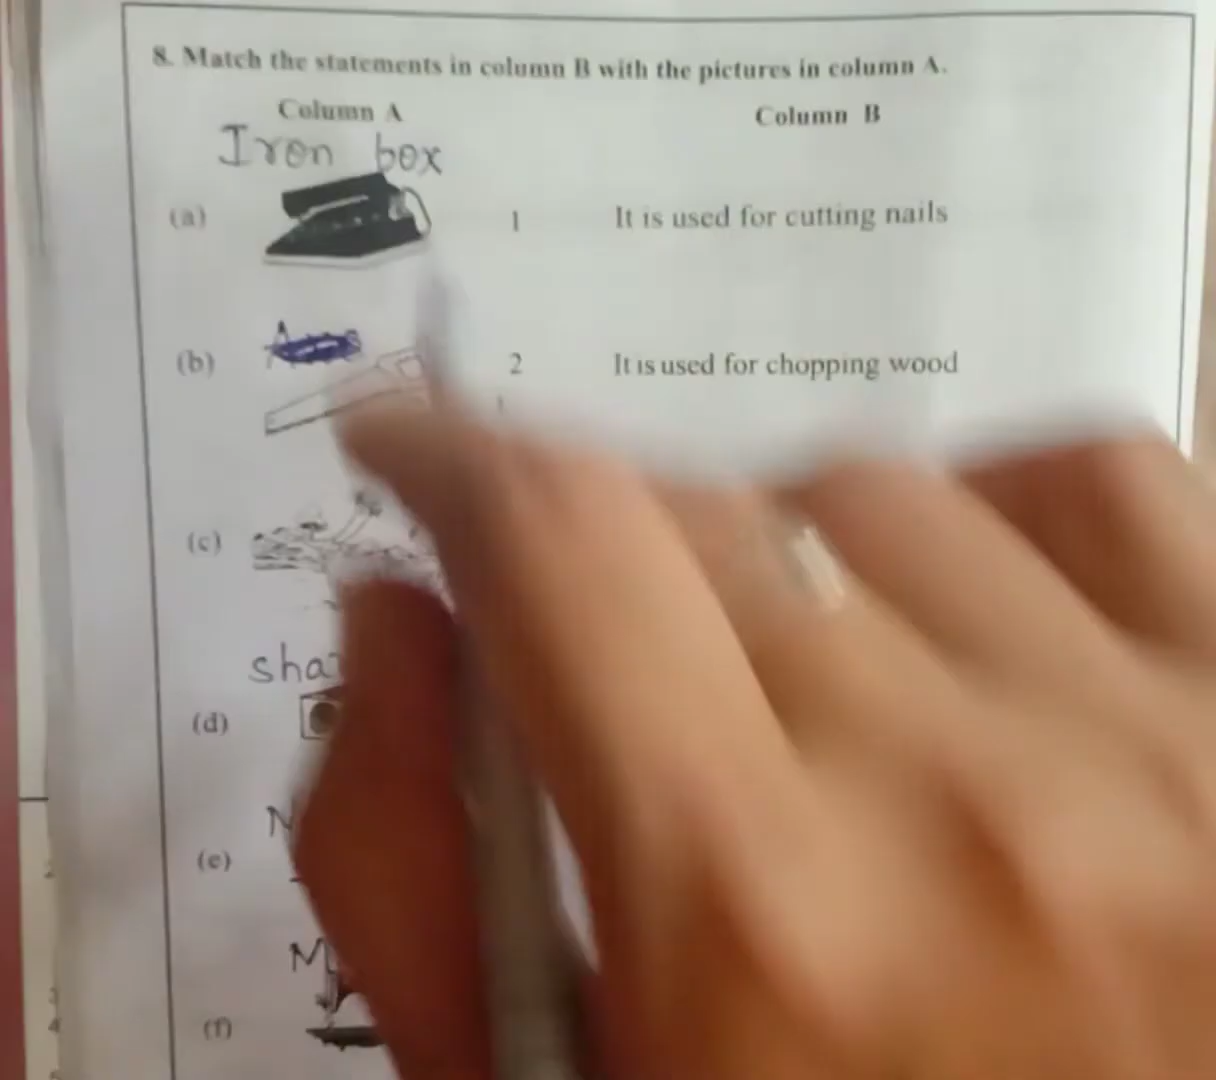 8. Match the statements in column B with the pictures in column A.
Column A Column B
Iron box
(a) 1 It is used for cutting nails
(b) 2 It is used for chopping wood
(c)
(d)
(e)
(f)